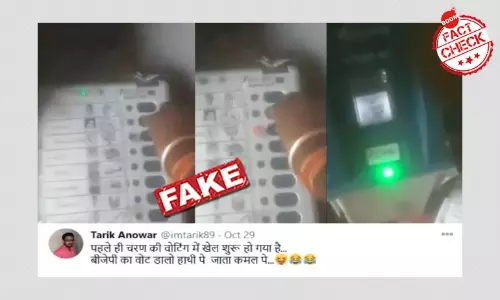 BOOM
FACT
CHECK
FAKE
Tarik Anowar @imtarik89 · Oct 29
पहले ही चरण की वोटिंग में खेल शुरू हो गया है...
बीजेपी का वोट डालो हाथी पे जाता कमल पे...😍😂😂